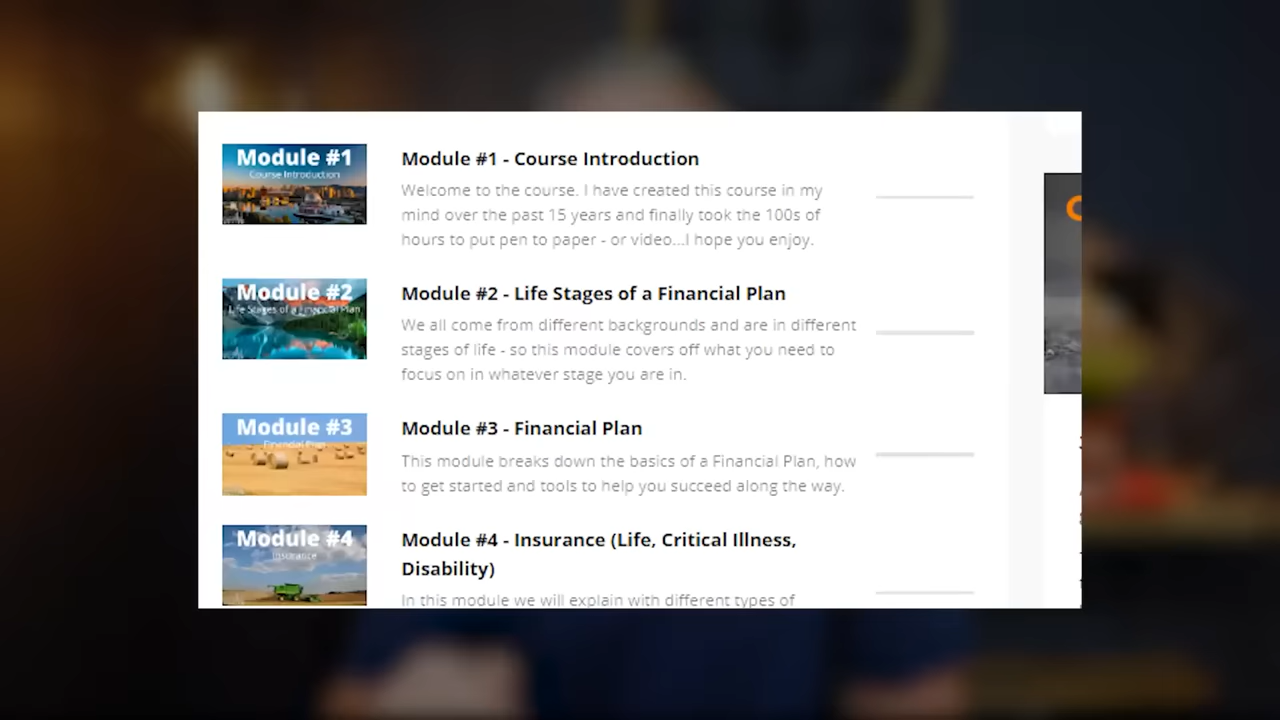 Module #1
Course Introduction
Module #1 - Course Introduction
Welcome to the course. I have created this course in my
mind over the past 15 years and finally took the 100s of
hours to put pen to paper - or video...I hope you enjoy.
Module #2
Life Stages of a Financial Plan
Module #2 - Life Stages of a Financial Plan
We all come from different backgrounds and are in different
stages of life - so this module covers off what you need to
focus on in whatever stage you are in.
Module #3
Financial Plan
Module #3 - Financial Plan
This module breaks down the basics of a Financial Plan, how
to get started and tools to help you succeed along the way.
Module #4
Insurance
Module #4 - Insurance (Life, Critical Illness,
Disability)
In this module we will explain with different types of